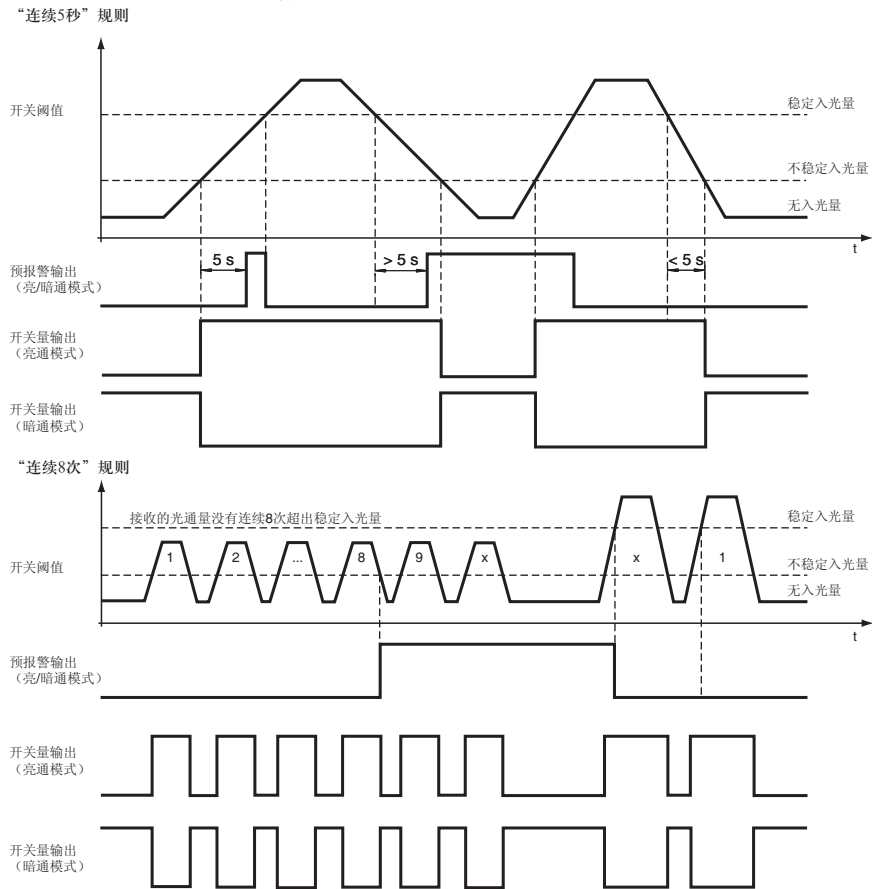 “连续5秒”规则
开关阈值
稳定入光量
不稳定入光量
无入光量
t
预报警输出
（亮/暗通模式）
5 s
> 5 s
< 5 s
开关量输出
（亮通模式）
开关量输出
（暗通模式）
“连续8次”规则
接收的光通量没有连续8次超出稳定入光量
稳定入光量
开关阈值
1
2
...
8
9
x
x
1
不稳定入光量
无入光量
t
预报警输出
（亮/暗通模式）
开关量输出
（亮通模式）
开关量输出
（暗通模式）